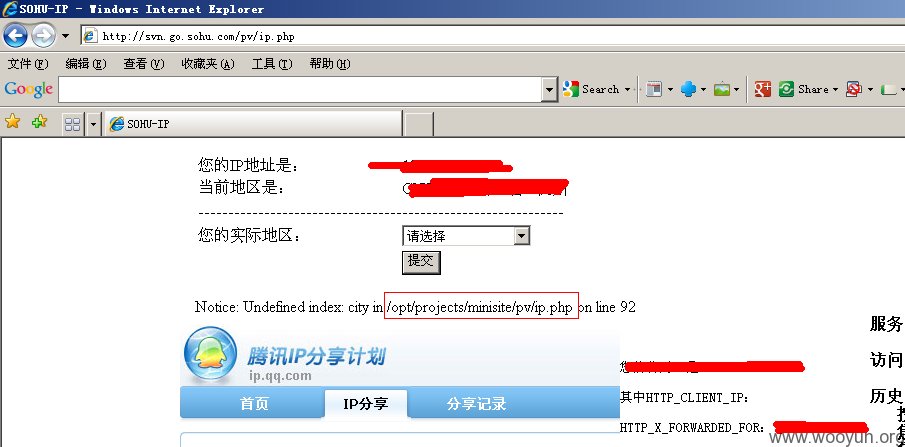 SOHU-IP - Windows Internet Explorer
http://svn.go.sohu.com/pv/ip.php
文件(F) 编辑(E) 查看(V) 收藏夹(A) 工具(T) 帮助(H)
Google Search Share
SOHU-IP
您的IP地址是:
当前地区是:
您的实际地区: 请选择
提交
Notice: Undefined index: city in /opt/projects/minisite/pv/ip.php on line 92
腾讯IP分享计划
ip.qq.com
首页 IP分享 分享记录
服务
访问
历史
其中HTTP_CLIENT_IP:
HTTP_X_FORWARDED_FOR:
www.wooyun.org